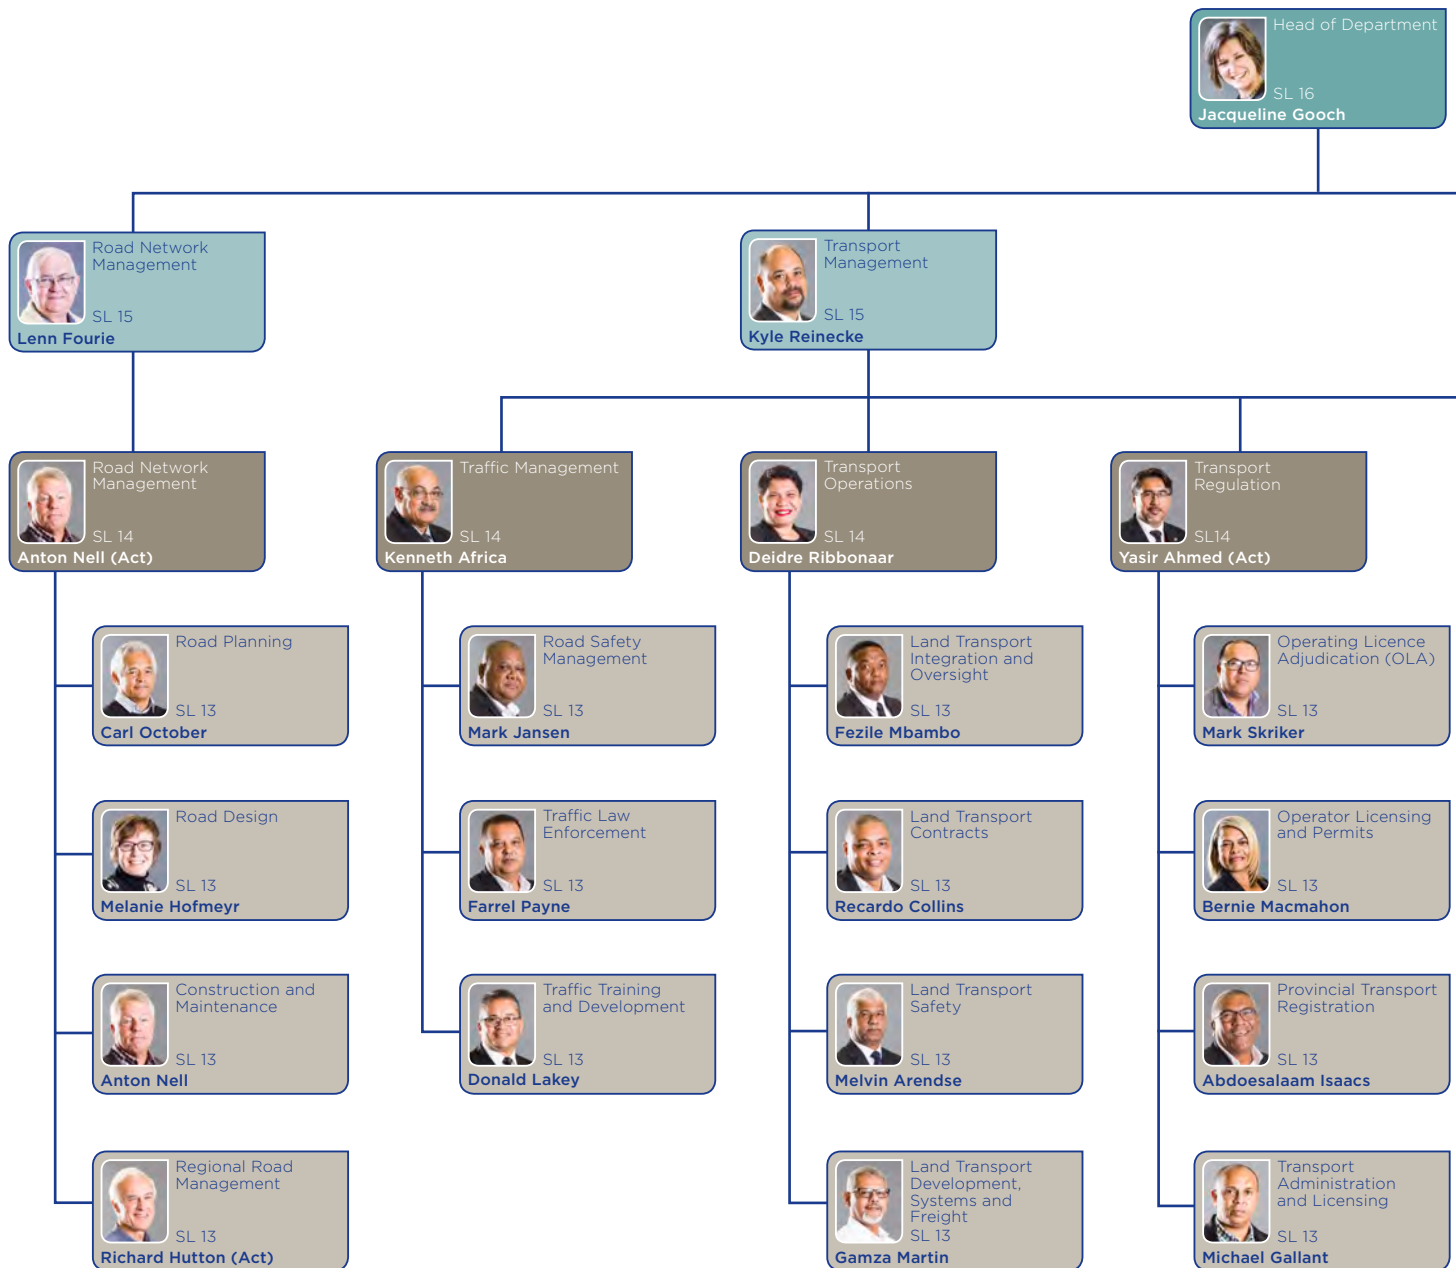 Head of Department
SL 16
Jacqueline Gooch
Road Network
Management
SL 15
Lenn Fourie
Transport
Management
SL 15
Kyle Reinecke
Road Network
Management
SL 14
Anton Nell (Act)
Traffic Management
SL 14
Kenneth Africa
Transport
Operations
SL 14
Deidre Ribbonaar
Transport
Regulation
SL14
Yasir Ahmed (Act)
Road Planning
SL 13
Carl October
Road Safety
Management
SL 13
Mark Jansen
Land Transport
Integration and
Oversight
SL 13
Fezile Mbambo
Operating Licence
Adjudication (OLA)
SL 13
Mark Skriker
Road Design
SL 13
Melanie Hofmeyr
Traffic Law
Enforcement
SL 13
Farrel Payne
Land Transport
Contracts
SL 13
Recardo Collins
Operator Licensing
and Permits
SL 13
Bernie Macmahon
Construction and
Maintenance
SL 13
Anton Nell
Traffic Training
and Development
SL 13
Donald Lakey
Land Transport
Safety
SL 13
Melvin Arendse
Provincial Transport
Registration
SL 13
Abdoesalaam Isaacs
Regional Road
Management
SL 13
Richard Hutton (Act)
Land Transport
Development,
Systems and
Freight
SL 13
Gamza Martin
Transport
Administration
and Licensing
SL 13
Michael Gallant